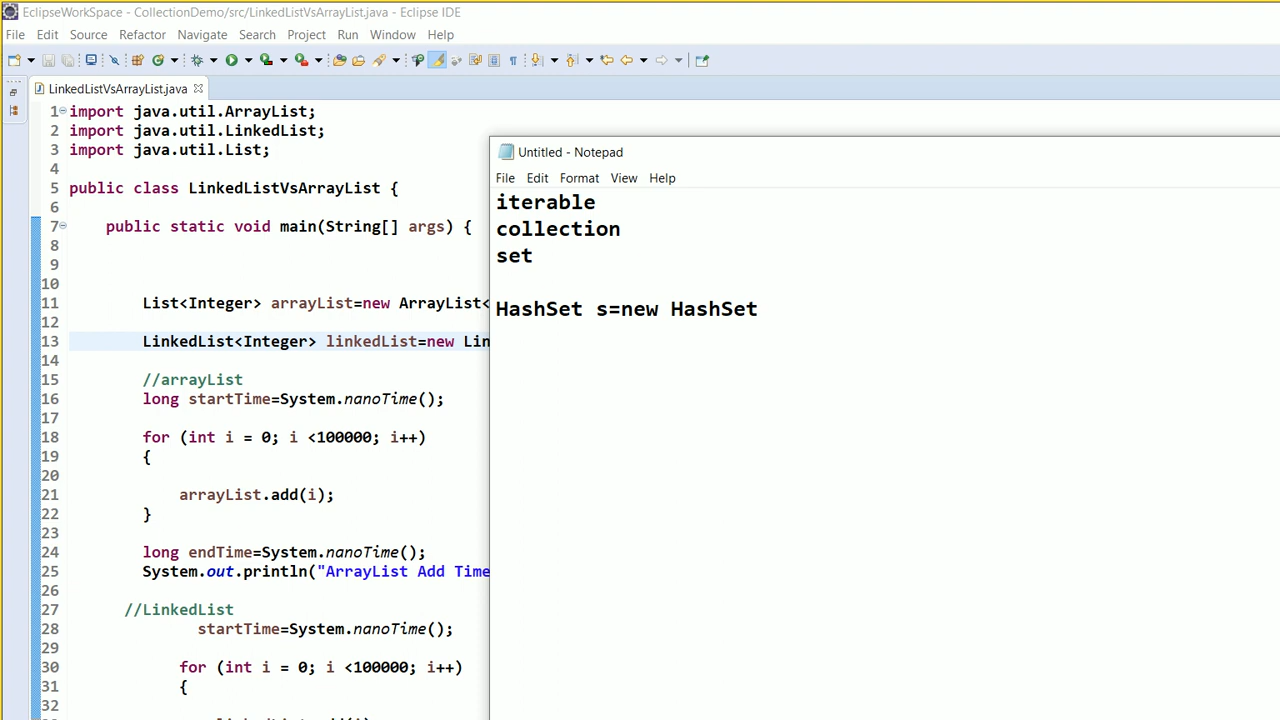 EclipseWorkSpace - CollectionDemo/src/LinkedListVsArrayList.java - Eclipse IDE
File Edit Source Refactor Navigate Search Project Run Window Help
LinkedListVsArrayList.java
1 import java.util.ArrayList;
2 import java.util.LinkedList;
3 import java.util.List;
4
5 public class LinkedListVsArrayList {
6
7 public static void main(String[] args) {
8
9
10
11 List<Integer> arrayList=new ArrayList<
12
13 LinkedList<Integer> linkedList=new Lin
14
15 //arrayList
16 long startTime=System.nanoTime();
17
18 for (int i = 0; i <100000; i++)
19 {
20
21 arrayList.add(i);
22 }
23
24 long endTime=System.nanoTime();
25 System.out.println("ArrayList Add Time
26
27 //LinkedList
28 startTime=System.nanoTime();
29
30 for (int i = 0; i <100000; i++)
31 {
32
Untitled - Notepad
File Edit Format View Help
iterable
collection
set
HashSet s=new HashSet